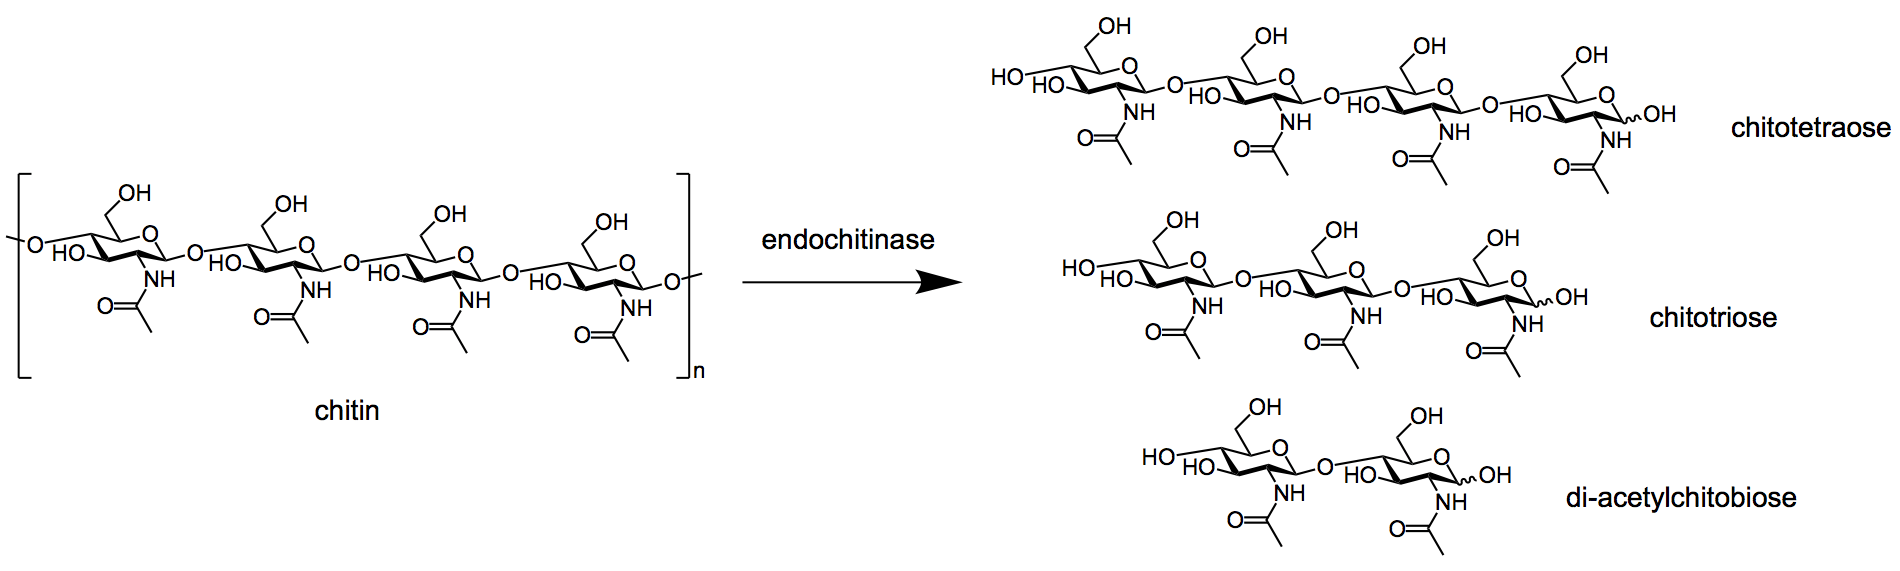 OH OH OH OH
O HO O O HO O O HO O O HO O O
NH NH NH NH
O O O O
n
chitin
endochitinase
OH OH OH OH
HO HO O O HO O O HO O O HO O OH
NH NH NH NH
O O O O
chitotetraose
OH OH OH
HO HO O O HO O O HO O OH
NH NH NH
O O O
chitotriose
OH OH
HO HO O O HO O OH
NH NH
O O
di-acetylchitobiose